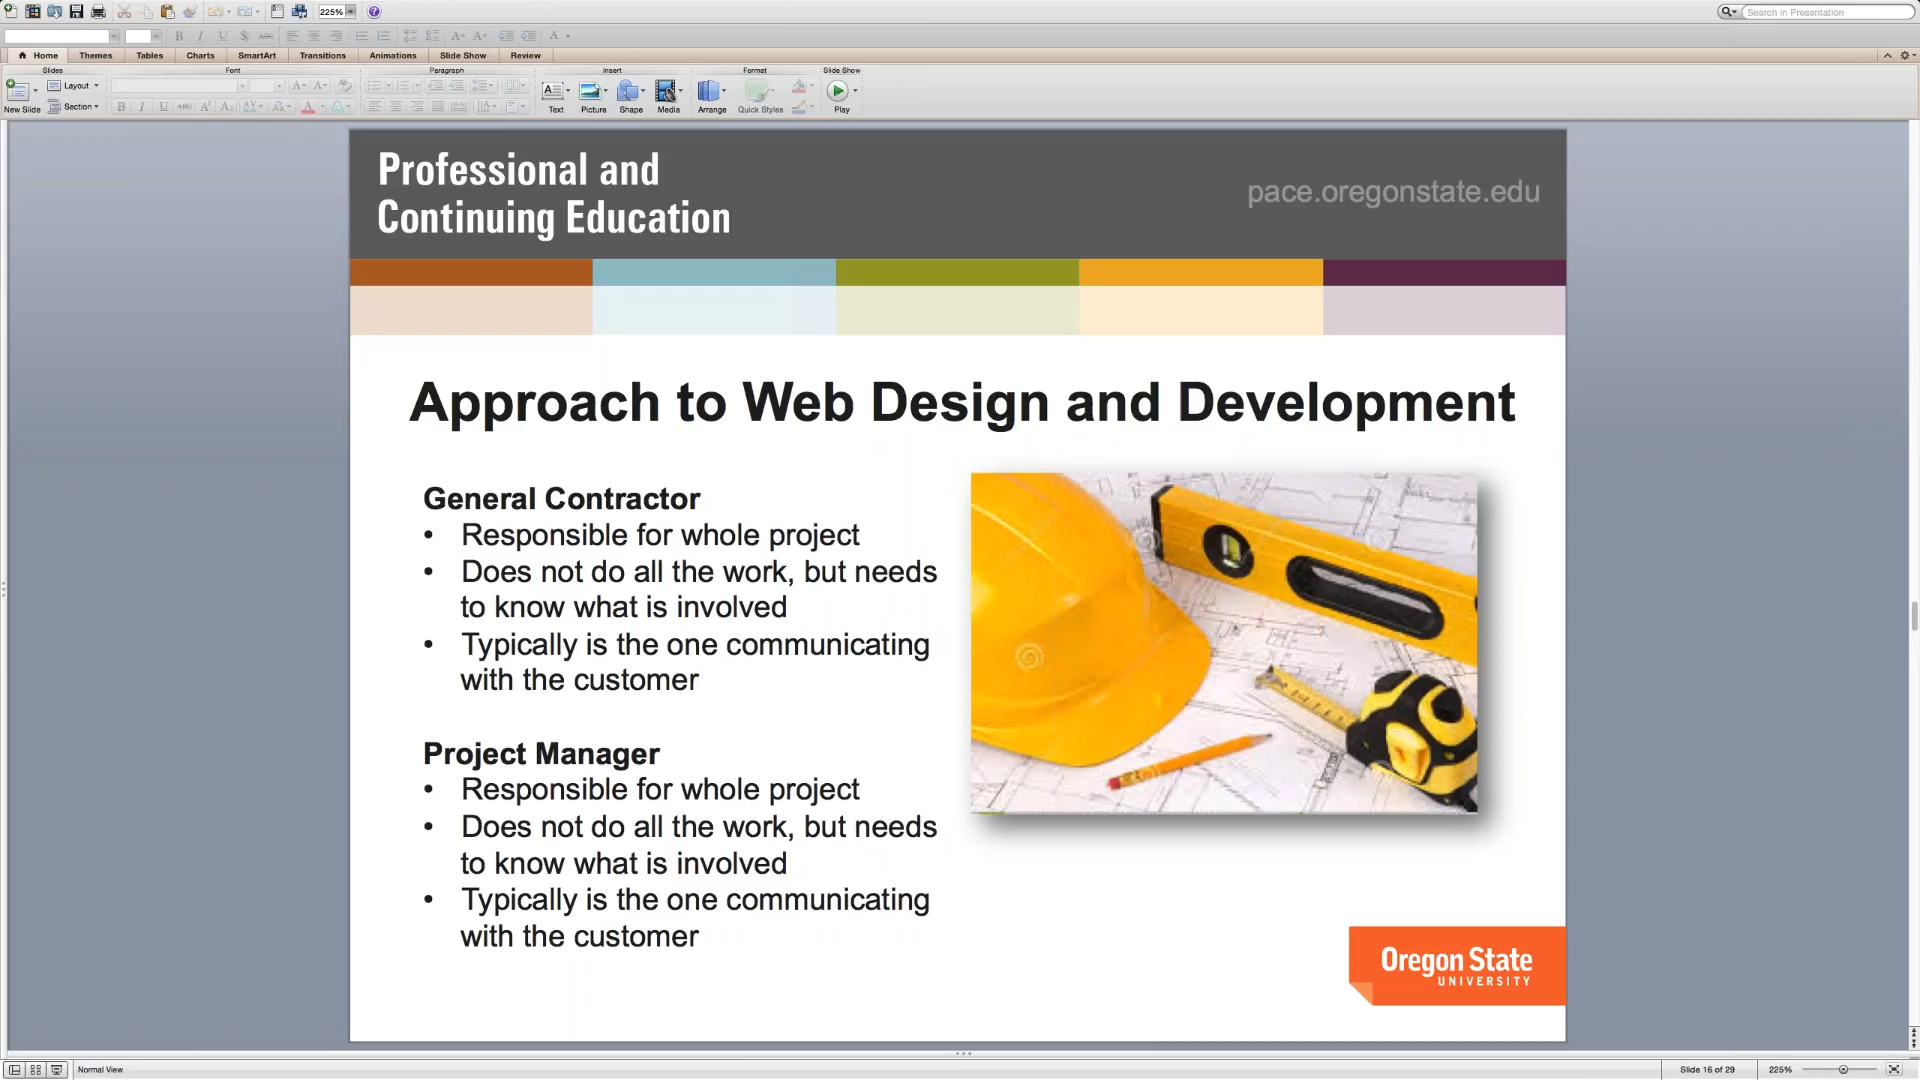 225%
Search in Presentation
Home Themes Tables Charts SmartArt Transitions Animations Slide Show Review
Slides Font Paragraph Insert Format Slide Show
Layout
New Slide Section Text Picture Shape Media Arrange Quick Styles Play
Professional and
Continuing Education
pace.oregonstate.edu
Approach to Web Design and Development
General Contractor
• Responsible for whole project
• Does not do all the work, but needs
to know what is involved
• Typically is the one communicating
with the customer
Project Manager
• Responsible for whole project
• Does not do all the work, but needs
to know what is involved
• Typically is the one communicating
with the customer
Oregon State
UNIVERSITY
Normal View Slide 16 of 29 225%